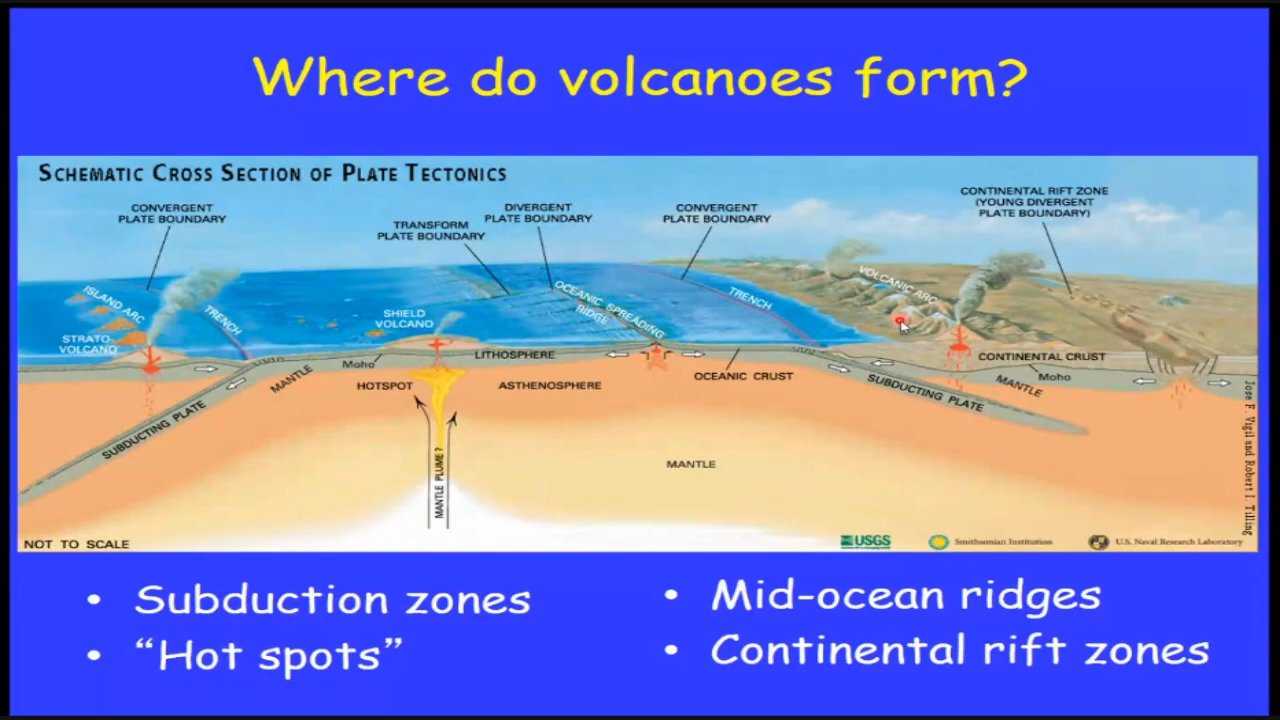 Where do volcanoes form?
SCHEMATIC CROSS SECTION OF PLATE TECTONICS
CONVERGENT
PLATE BOUNDARY
TRANSFORM
PLATE BOUNDARY
DIVERGENT
PLATE BOUNDARY
CONVERGENT
PLATE BOUNDARY
CONTINENTAL RIFT ZONE
(YOUNG DIVERGENT
PLATE BOUNDARY)
ISLAND ARC
TRENCH
STRATO-
VOLCANO
SHIELD
VOLCANO
OCEANIC SPREADING
RIDGE
TRENCH
VOLCANIC ARC
Moho
LITHOSPHERE
CONTINENTAL CRUST
MANTLE
HOTSPOT
ASTHENOSPHERE
OCEANIC CRUST
SUBDUCTING PLATE
MANTLE
Moho
SUBDUCTING PLATE
MANTLE PLUME?
MANTLE
Jose F. Vigil and Robert I. Tilling
NOT TO SCALE
USGS
Smithsonian Institution
U.S. Naval Research Laboratory
• Subduction zones
• “Hot spots”
• Mid-ocean ridges
• Continental rift zones